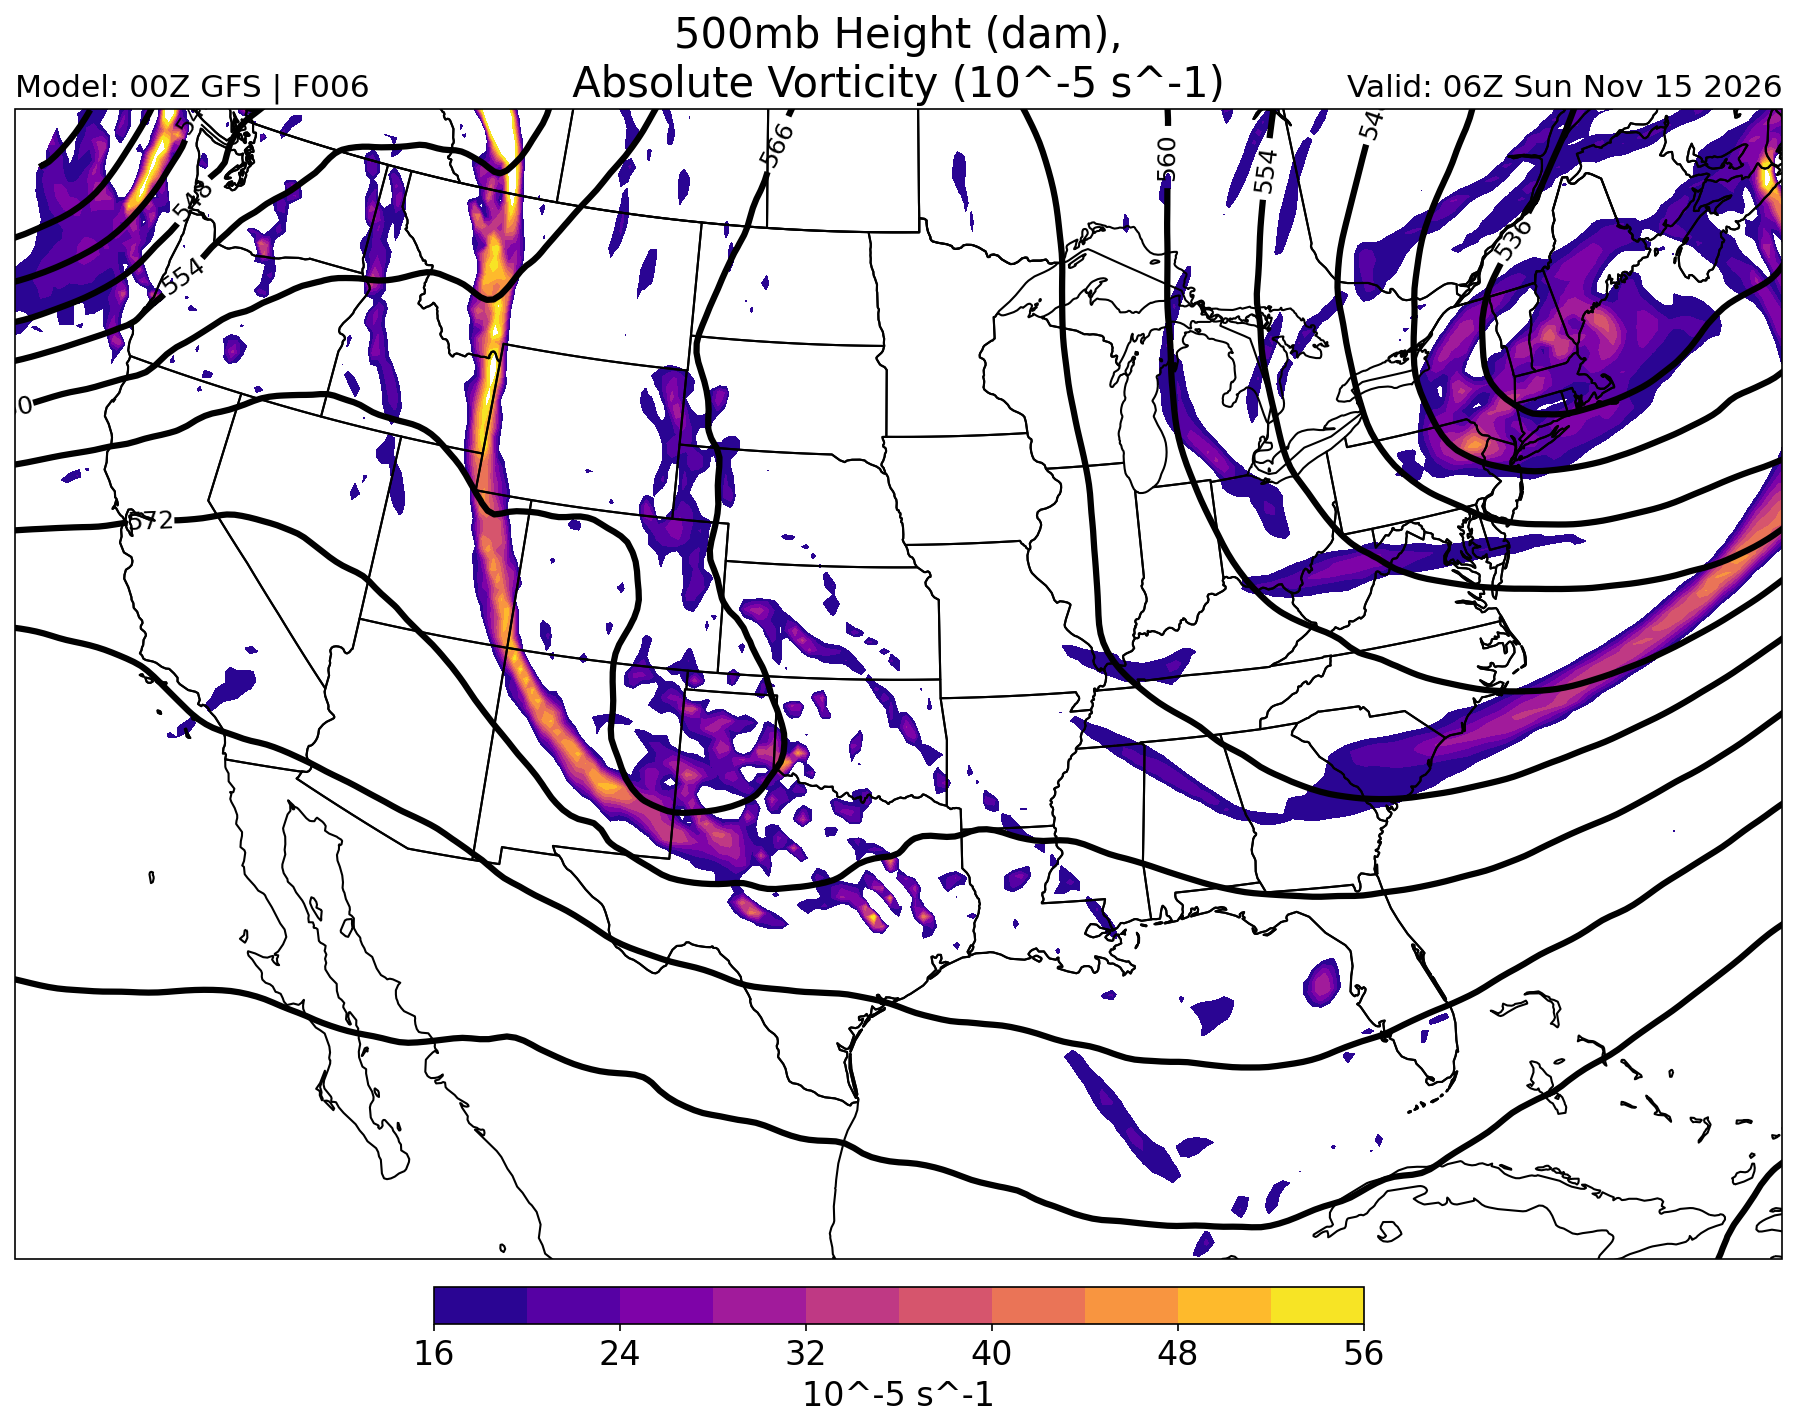 500mb Height (dam),
Model: 00Z GFS | F006
Absolute Vorticity (10^-5 s^-1)
Valid: 06Z Sun Nov 15 2026
566
560
554
548
554
536
572
16
24
32
40
48
56
10^-5 s^-1